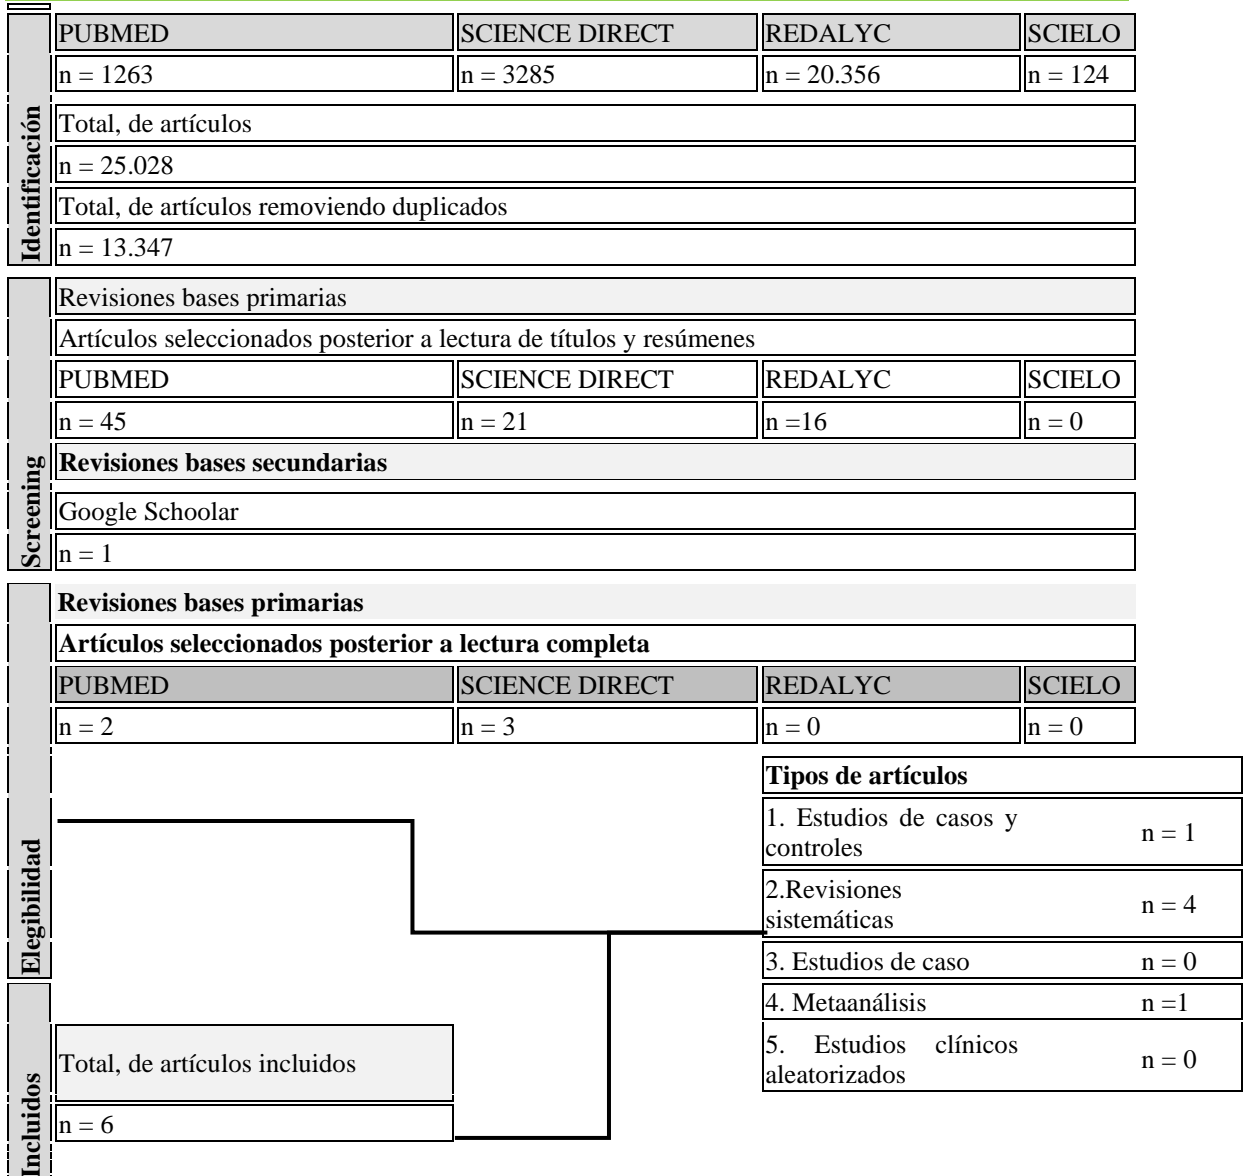 Identificación
PUBMED SCIENCE DIRECT REDALYC SCIELO
n = 1263 n = 3285 n = 20.356 n = 124
Total, de artículos
n = 25.028
Total, de artículos removiendo duplicados
n = 13.347
Screening
Revisiones bases primarias
Artículos seleccionados posterior a lectura de títulos y resúmenes
PUBMED SCIENCE DIRECT REDALYC SCIELO
n = 45 n = 21 n =16 n = 0
Revisiones bases secundarias
Google Schoolar
n = 1
Elegibilidad
Revisiones bases primarias
Artículos seleccionados posterior a lectura completa
PUBMED SCIENCE DIRECT REDALYC SCIELO
n = 2 n = 3 n = 0 n = 0
Tipos de artículos
1. Estudios de casos y
controles n = 1
2.Revisiones
sistemáticas n = 4
3. Estudios de caso n = 0
4. Metaanálisis n =1
5. Estudios clínicos
aleatorizados n = 0
Incluidos
Total, de artículos incluidos
n = 6